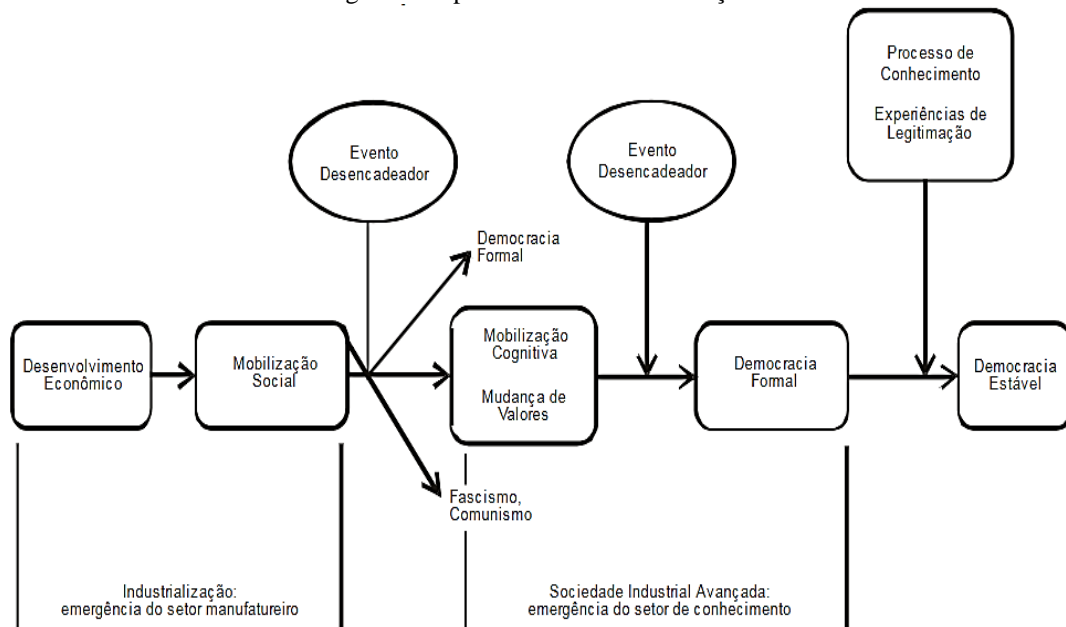 Processo de
Conhecimento
Experiências de
Legitimação
Evento
Desencadeador
Evento
Desencadeador
Democracia
Formal
Desenvolvimento
Econômico
Mobilização
Social
Mobilização
Cognitiva
Mudança de
Valores
Democracia
Formal
Democracia
Estável
Fascismo,
Comunismo
Industrialização:
emergência do setor manufatureiro
Sociedade Industrial Avançada:
emergência do setor de conhecimento